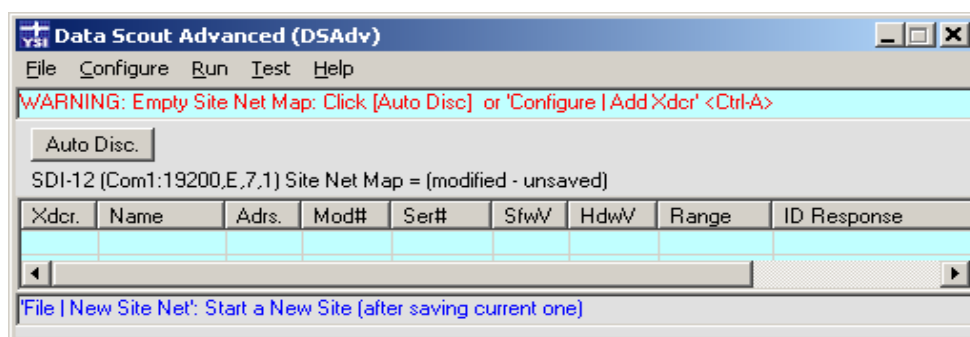 YSI Data Scout Advanced (DSAdv)
File Configure Run Test Help
WARNING: Empty Site Net Map: Click [Auto Disc] or 'Configure | Add Xdcr' <Ctrl-A>
Auto Disc.
SDI-12 (Com1:19200,E,7,1) Site Net Map = (modified - unsaved)
Xdcr. Name Adrs. Mod# Ser# SfwV HdwV Range ID Response
'File | New Site Net': Start a New Site (after saving current one)